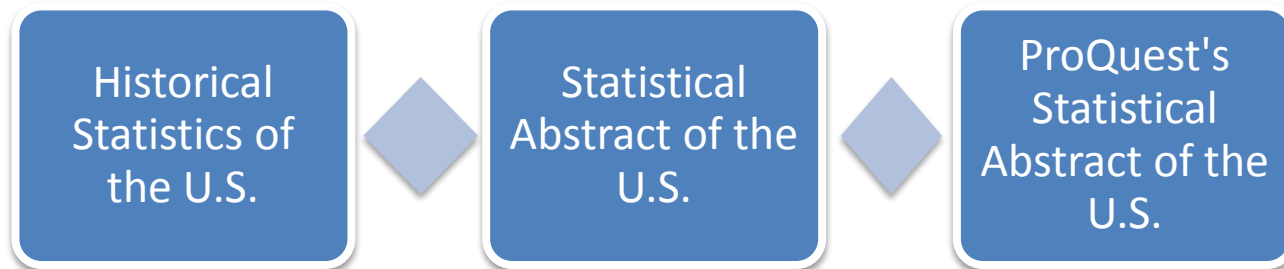 Historical
Statistics of
the U.S.
Statistical
Abstract of the
U.S.
ProQuest's
Statistical
Abstract of the
U.S.